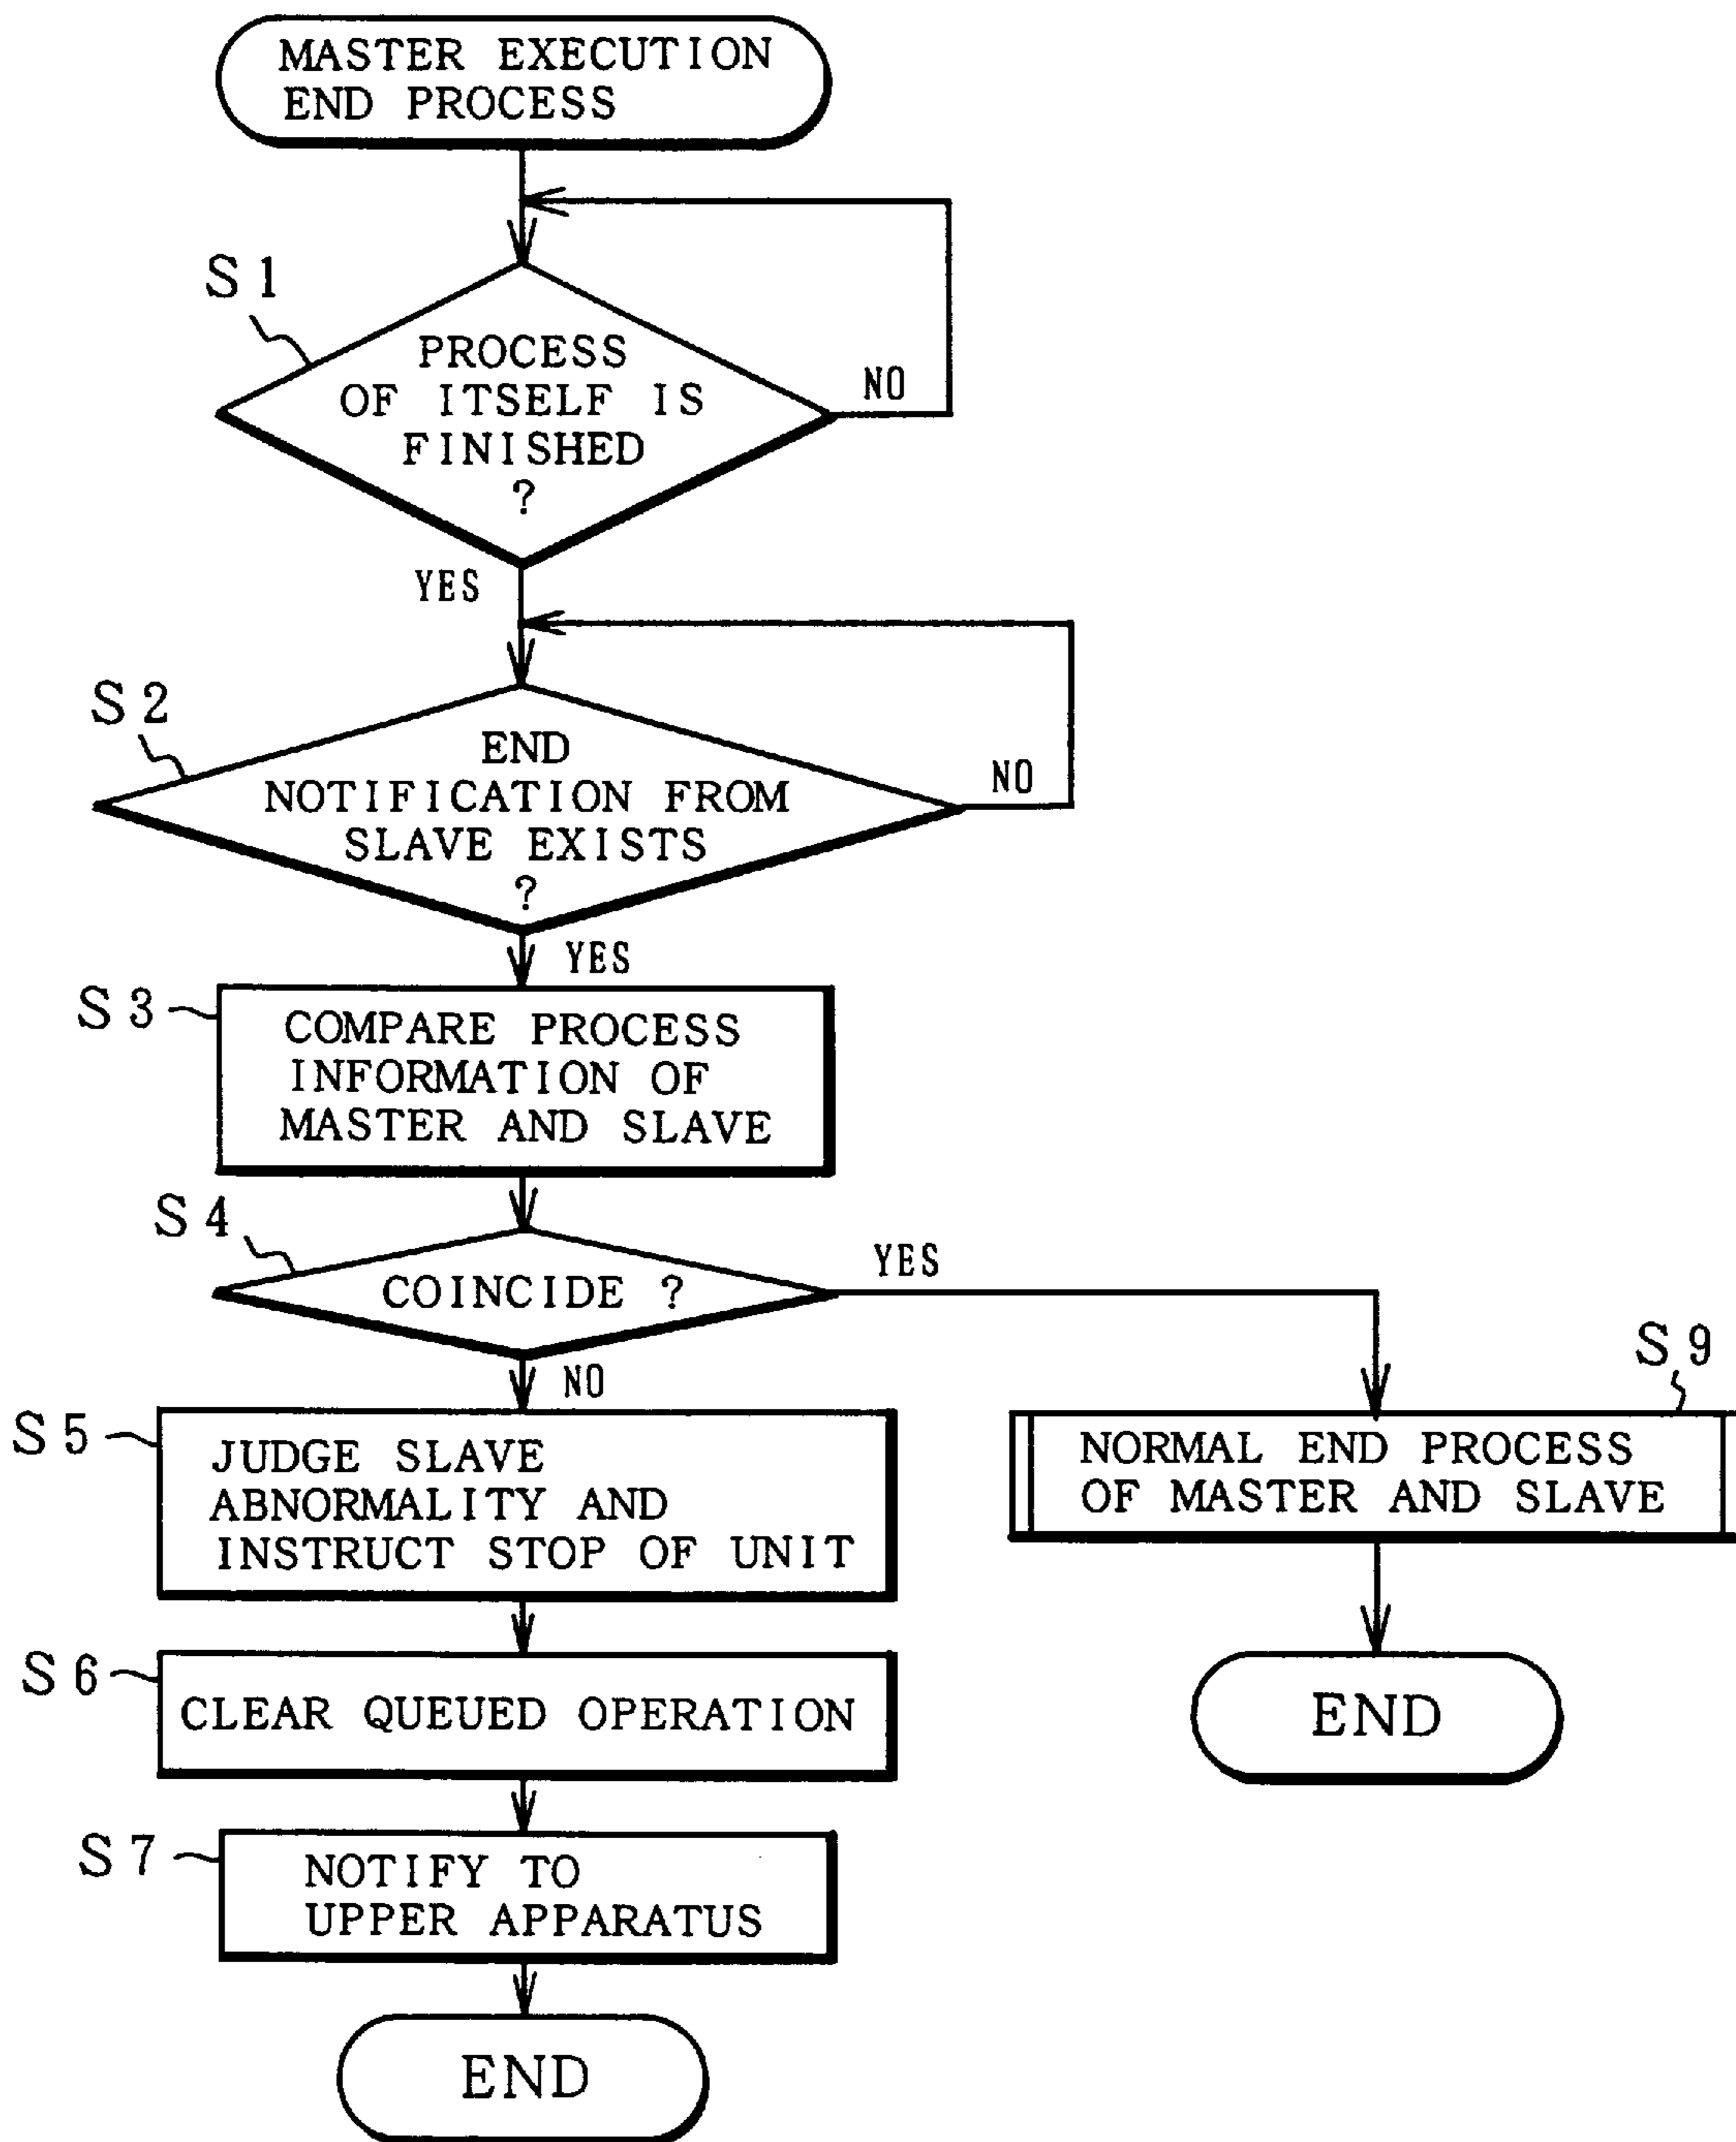 MASTER EXECUTION
END PROCESS
S1
PROCESS
OF ITSELF IS
FINISHED
?
NO
YES
S2
END
NOTIFICATION FROM
SLAVE EXISTS
?
NO
YES
S3
COMPARE PROCESS
INFORMATION OF
MASTER AND SLAVE
S4
COINCIDE ?
YES
NO
S5
JUDGE SLAVE
ABNORMALITY AND
INSTRUCT STOP OF UNIT
S9
NORMAL END PROCESS
OF MASTER AND SLAVE
S6
CLEAR QUEUED OPERATION
END
S7
NOTIFY TO
UPPER APPARATUS
END